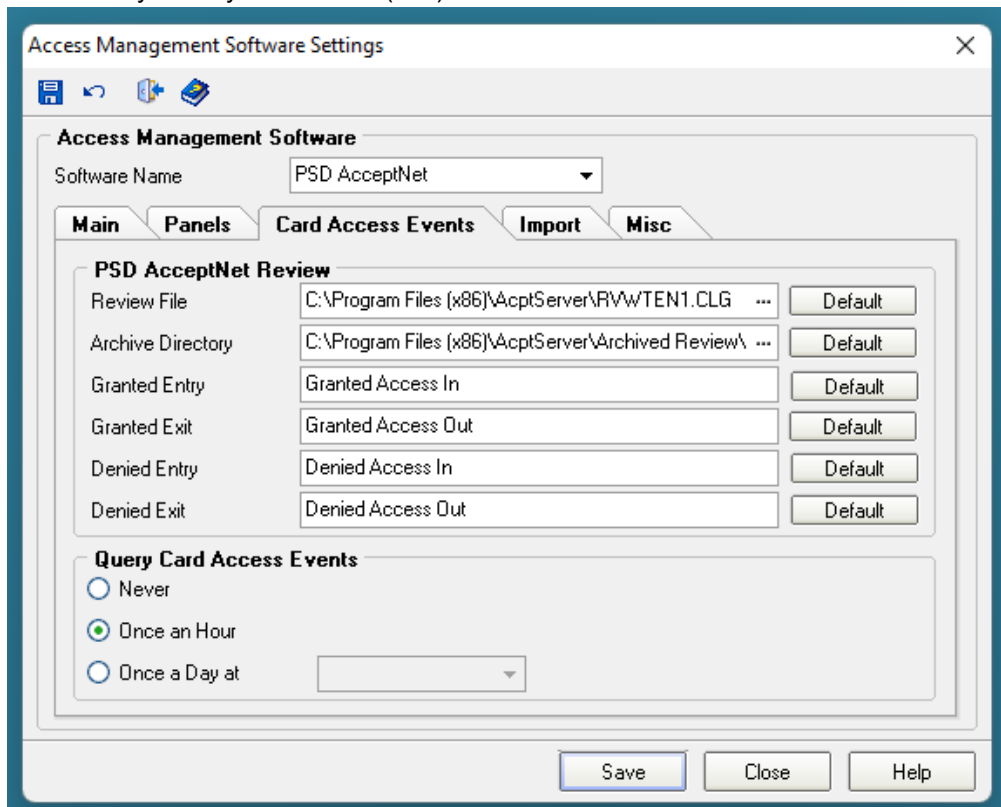 Access Management Software Settings
Access Management Software
Software Name PSD AcceptNet
Main Panels Card Access Events Import Misc
PSD AcceptNet Review
Review File C:\Program Files (x86)\AcptServer\RVWTEN1.CLG ... Default
Archive Directory C:\Program Files (x86)\AcptServer\Archived Review\ ... Default
Granted Entry Granted Access In Default
Granted Exit Granted Access Out Default
Denied Entry Denied Access In Default
Denied Exit Denied Access Out Default
Query Card Access Events
Never
Once an Hour
Once a Day at
Save Close Help